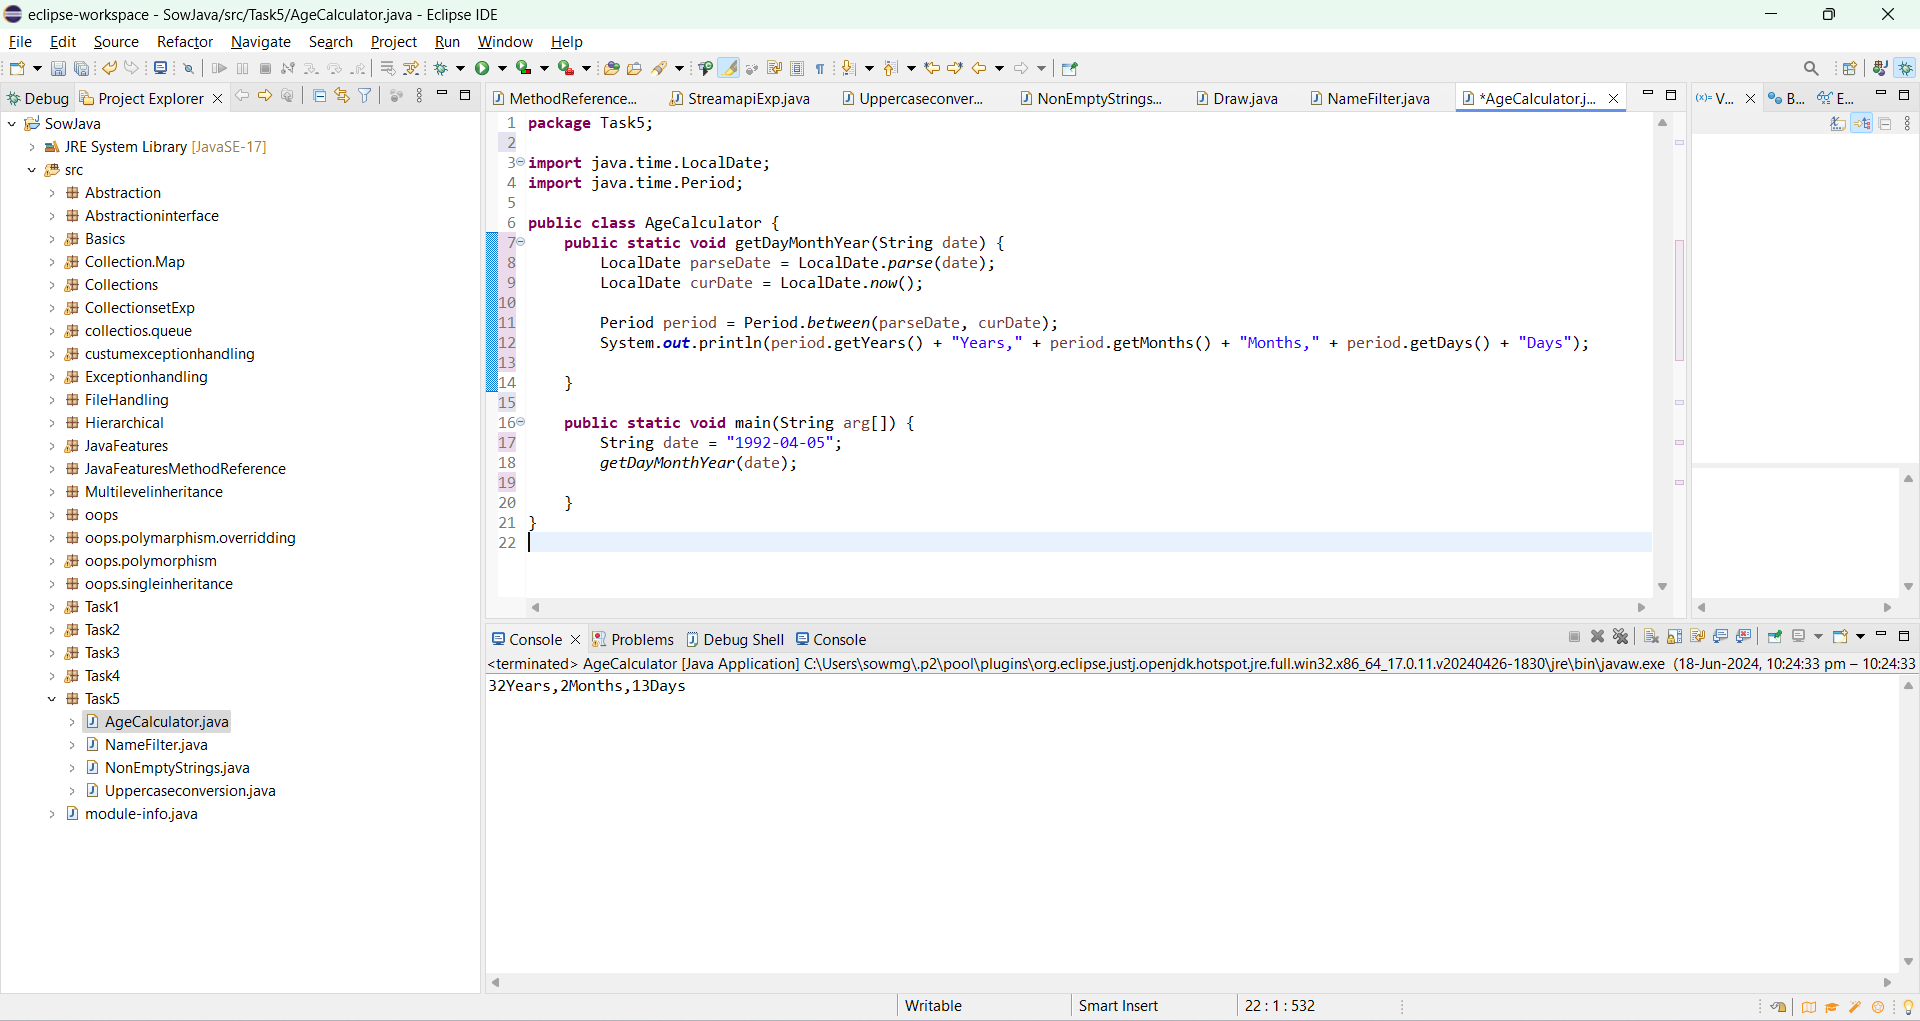 eclipse-workspace - SowJava/src/Task5/AgeCalculator.java - Eclipse IDE
File Edit Source Refactor Navigate Search Project Run Window Help
Debug Project Explorer
MethodReference... StreamapiExp.java Uppercaseconver... NonEmptyStrings... Draw.java NameFilter.java *AgeCalculator.j...
(x)= V... B... E...
SowJava
JRE System Library [JavaSE-17]
src
Abstraction
Abstractioninterface
Basics
Collection.Map
Collections
CollectionsetExp
collectios.queue
custumexceptionhandling
Exceptionhandling
FileHandling
Hierarchical
JavaFeatures
JavaFeaturesMethodReference
Multilevelinheritance
oops
oops.polymarphism.overridding
oops.polymorphism
oops.singleinheritance
Task1
Task2
Task3
Task4
Task5
AgeCalculator.java
NameFilter.java
NonEmptyStrings.java
Uppercaseconversion.java
module-info.java
1 package Task5;
2
3 import java.time.LocalDate;
4 import java.time.Period;
5
6 public class AgeCalculator {
7 public static void getDayMonthYear(String date) {
8 LocalDate parseDate = LocalDate.parse(date);
9 LocalDate curDate = LocalDate.now();
10
11 Period period = Period.between(parseDate, curDate);
12 System.out.println(period.getYears() + "Years," + period.getMonths() + "Months," + period.getDays() + "Days");
13
14 }
15
16 public static void main(String arg[]) {
17 String date = "1992-04-05";
18 getDayMonthYear(date);
19
20 }
21 }
22
Console Problems Debug Shell Console
<terminated> AgeCalculator [Java Application] C:\Users\sowmg\.p2\pool\plugins\org.eclipse.justj.openjdk.hotspot.jre.full.win32.x86_64_17.0.11.v20240426-1830\jre\bin\javaw.exe (18-Jun-2024, 10:24:33 pm – 10:24:33
32Years,2Months,13Days
Writable Smart Insert 22 : 1 : 532